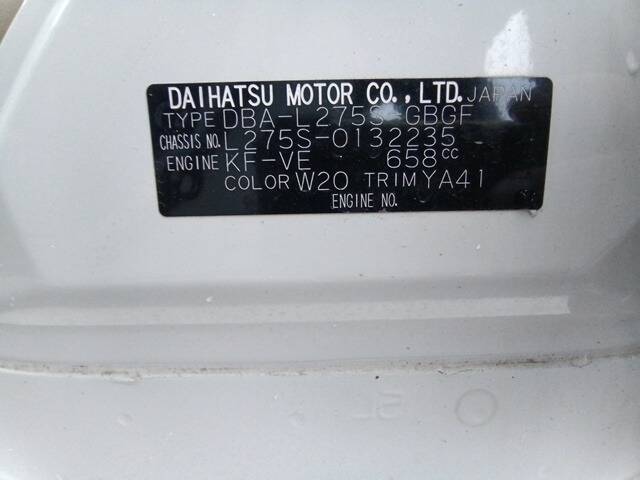 DAIHATSU MOTOR CO., LTD. JAPAN
TYPE DBA-L275S-GBGF
CHASSIS NO. L275S-0132235
ENGINE KF-VE 658CC
COLOR W20 TRIM YA41
ENGINE NO.